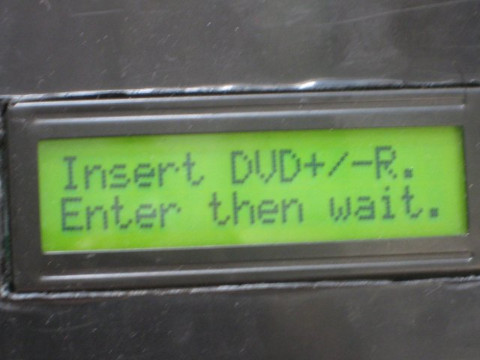 Insert DVD+/-R.
Enter then wait.